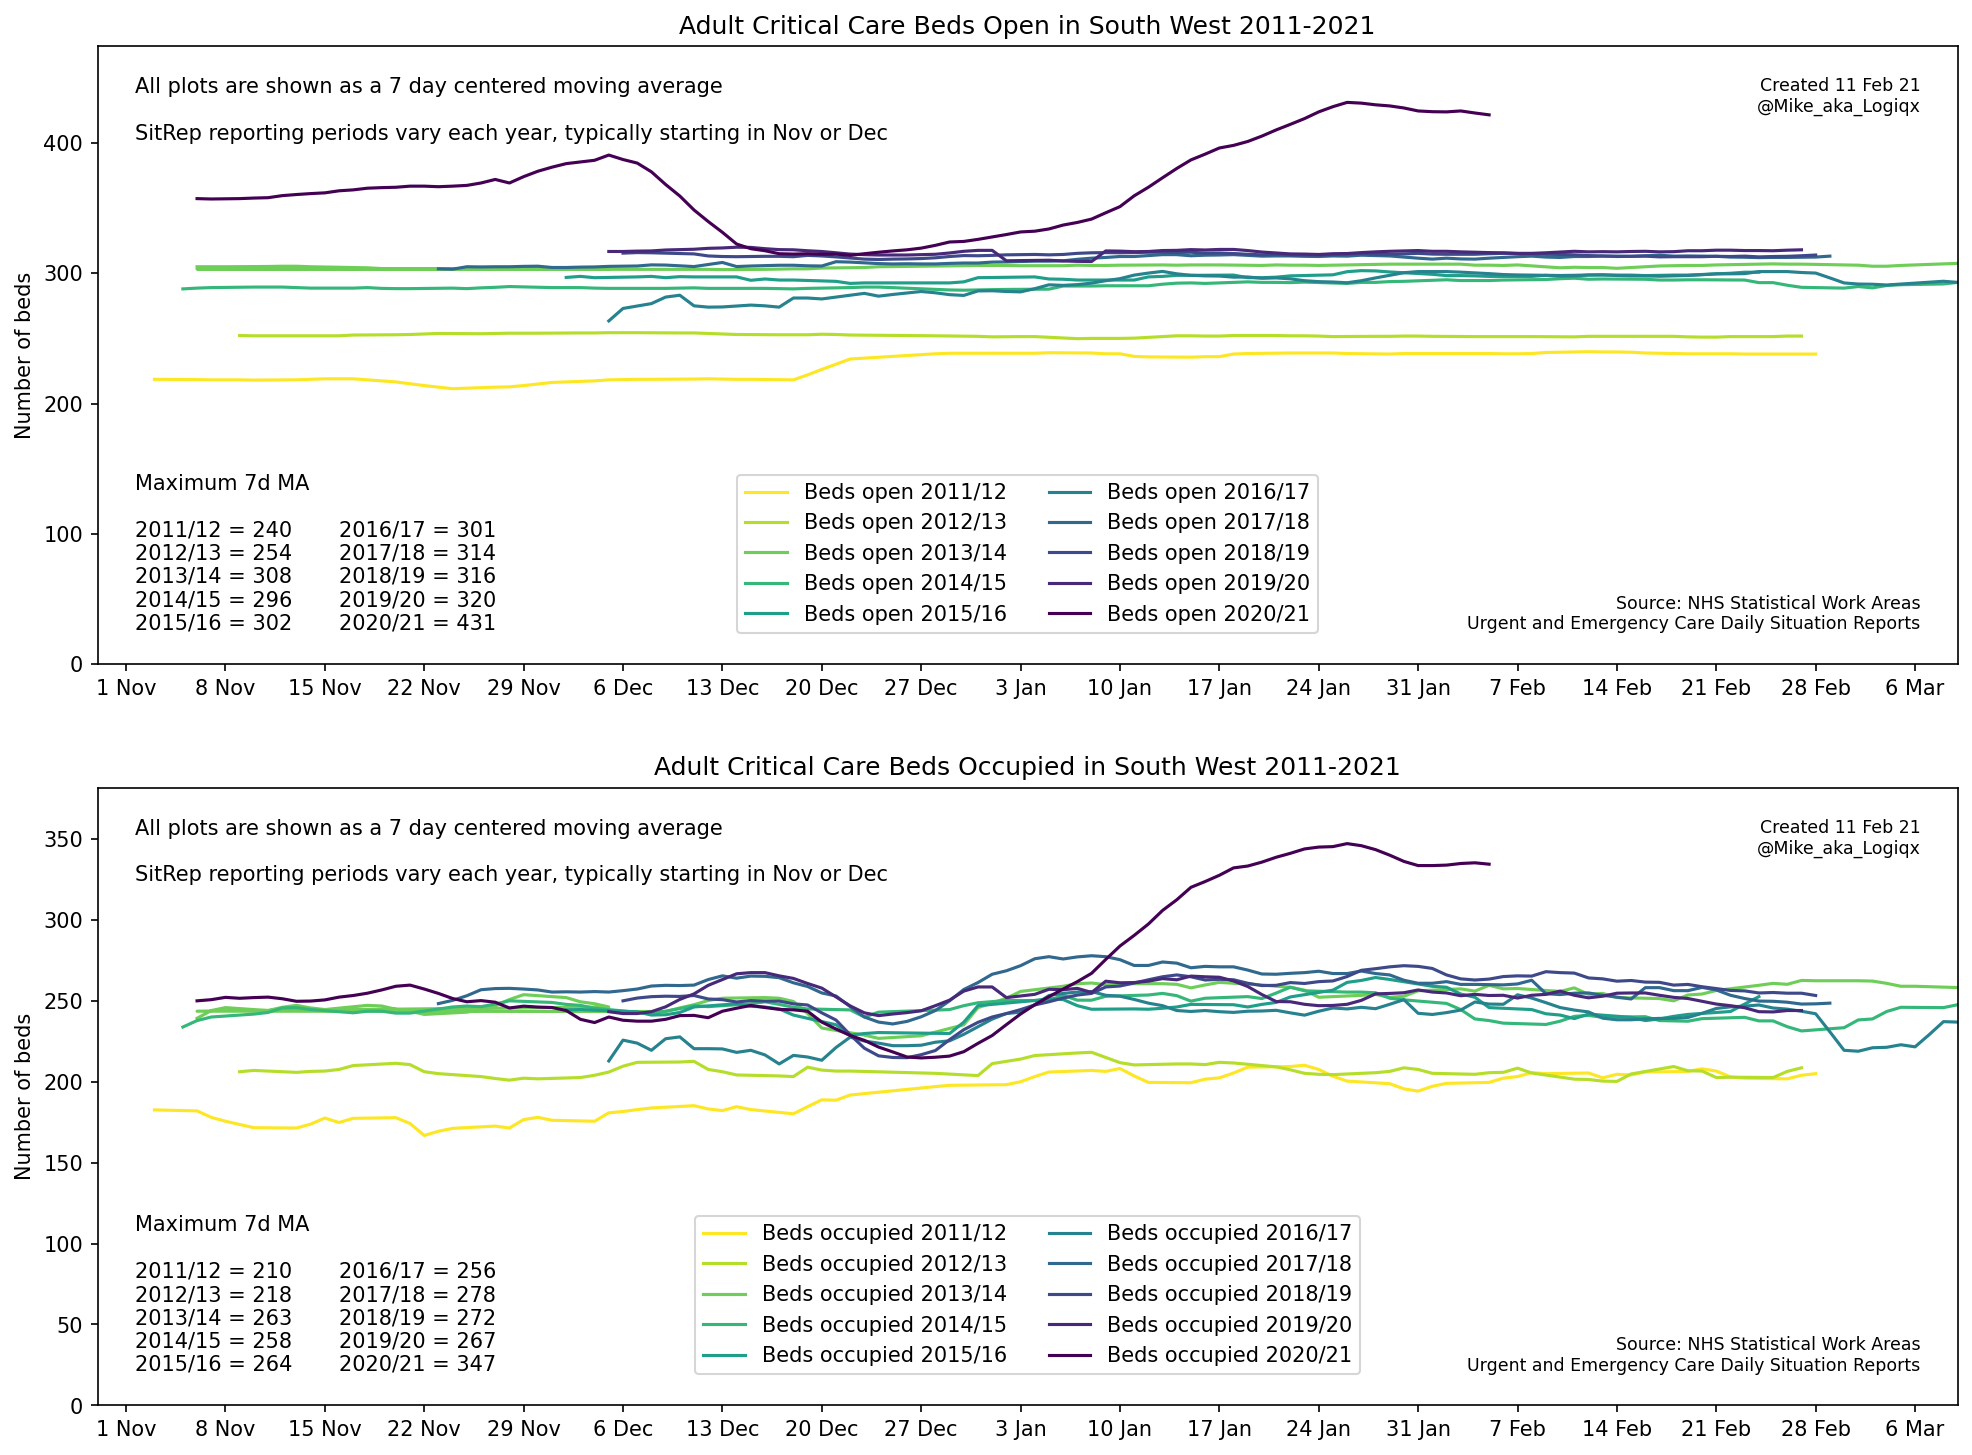 Adult Critical Care Beds Open in South West 2011-2021
All plots are shown as a 7 day centered moving average
SitRep reporting periods vary each year, typically starting in Nov or Dec
Created 11 Feb 21
@Mike_aka_Logiqx
Number of beds
400
300
200
100
0
Maximum 7d MA
2011/12 = 240 2016/17 = 301
2012/13 = 254 2017/18 = 314
2013/14 = 308 2018/19 = 316
2014/15 = 296 2019/20 = 320
2015/16 = 302 2020/21 = 431
Beds open 2011/12 Beds open 2016/17
Beds open 2012/13 Beds open 2017/18
Beds open 2013/14 Beds open 2018/19
Beds open 2014/15 Beds open 2019/20
Beds open 2015/16 Beds open 2020/21
Source: NHS Statistical Work Areas
Urgent and Emergency Care Daily Situation Reports
1 Nov 8 Nov 15 Nov 22 Nov 29 Nov 6 Dec 13 Dec 20 Dec 27 Dec 3 Jan 10 Jan 17 Jan 24 Jan 31 Jan 7 Feb 14 Feb 21 Feb 28 Feb 6 Mar
Adult Critical Care Beds Occupied in South West 2011-2021
All plots are shown as a 7 day centered moving average
SitRep reporting periods vary each year, typically starting in Nov or Dec
Created 11 Feb 21
@Mike_aka_Logiqx
Number of beds
350
300
250
200
150
100
50
0
Maximum 7d MA
2011/12 = 210 2016/17 = 256
2012/13 = 218 2017/18 = 278
2013/14 = 263 2018/19 = 272
2014/15 = 258 2019/20 = 267
2015/16 = 264 2020/21 = 347
Beds occupied 2011/12 Beds occupied 2016/17
Beds occupied 2012/13 Beds occupied 2017/18
Beds occupied 2013/14 Beds occupied 2018/19
Beds occupied 2014/15 Beds occupied 2019/20
Beds occupied 2015/16 Beds occupied 2020/21
Source: NHS Statistical Work Areas
Urgent and Emergency Care Daily Situation Reports
1 Nov 8 Nov 15 Nov 22 Nov 29 Nov 6 Dec 13 Dec 20 Dec 27 Dec 3 Jan 10 Jan 17 Jan 24 Jan 31 Jan 7 Feb 14 Feb 21 Feb 28 Feb 6 Mar